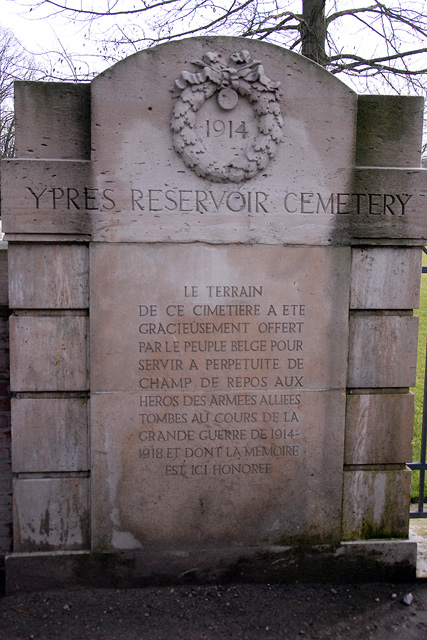 1914
YPRES RESERVOIR CEMETERY
LE TERRAIN
DE CE CIMETIERE A ETE
GRACIEUSEMENT OFFERT
PAR LE PEUPLE BELGE POUR
SERVIR A PERPETUITE DE
CHAMP DE REPOS AUX
HEROS DES ARMEES ALLIEES
TOMBES AU COURS DE LA
GRANDE GUERRE DE 1914-
1918 ET DONT LA MEMOIRE
EST ICI HONOREE